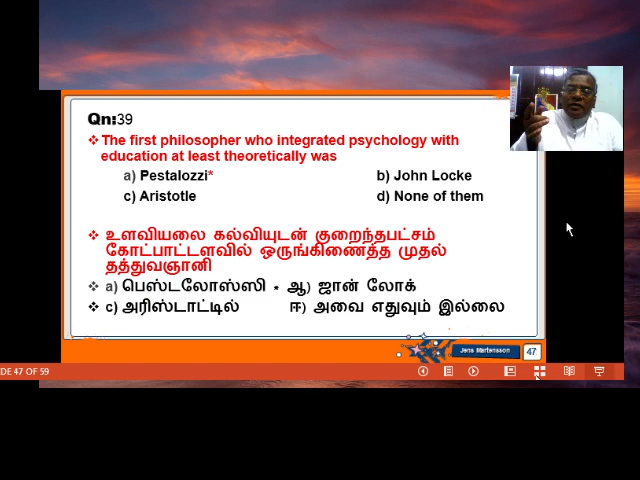 Qn:39
❖The first philosopher who integrated psychology with
education at least theoretically was
a) Pestalozzi* b) John Locke
c) Aristotle d) None of them
❖ உளவியலை கல்வியுடன் குறைந்தபட்சம்
கோட்பாட்டளவில் ஒருங்கிணைத்த முதல்
தத்துவஞானி
❖ a) பெஸ்டலோஸ்ஸி * ஆ) ஜான் லோக்
❖ c) அரிஸ்டாட்டில் ஈ) அவை எதுவும் இல்லை
Jens Martensson 47
DE 47 OF 59